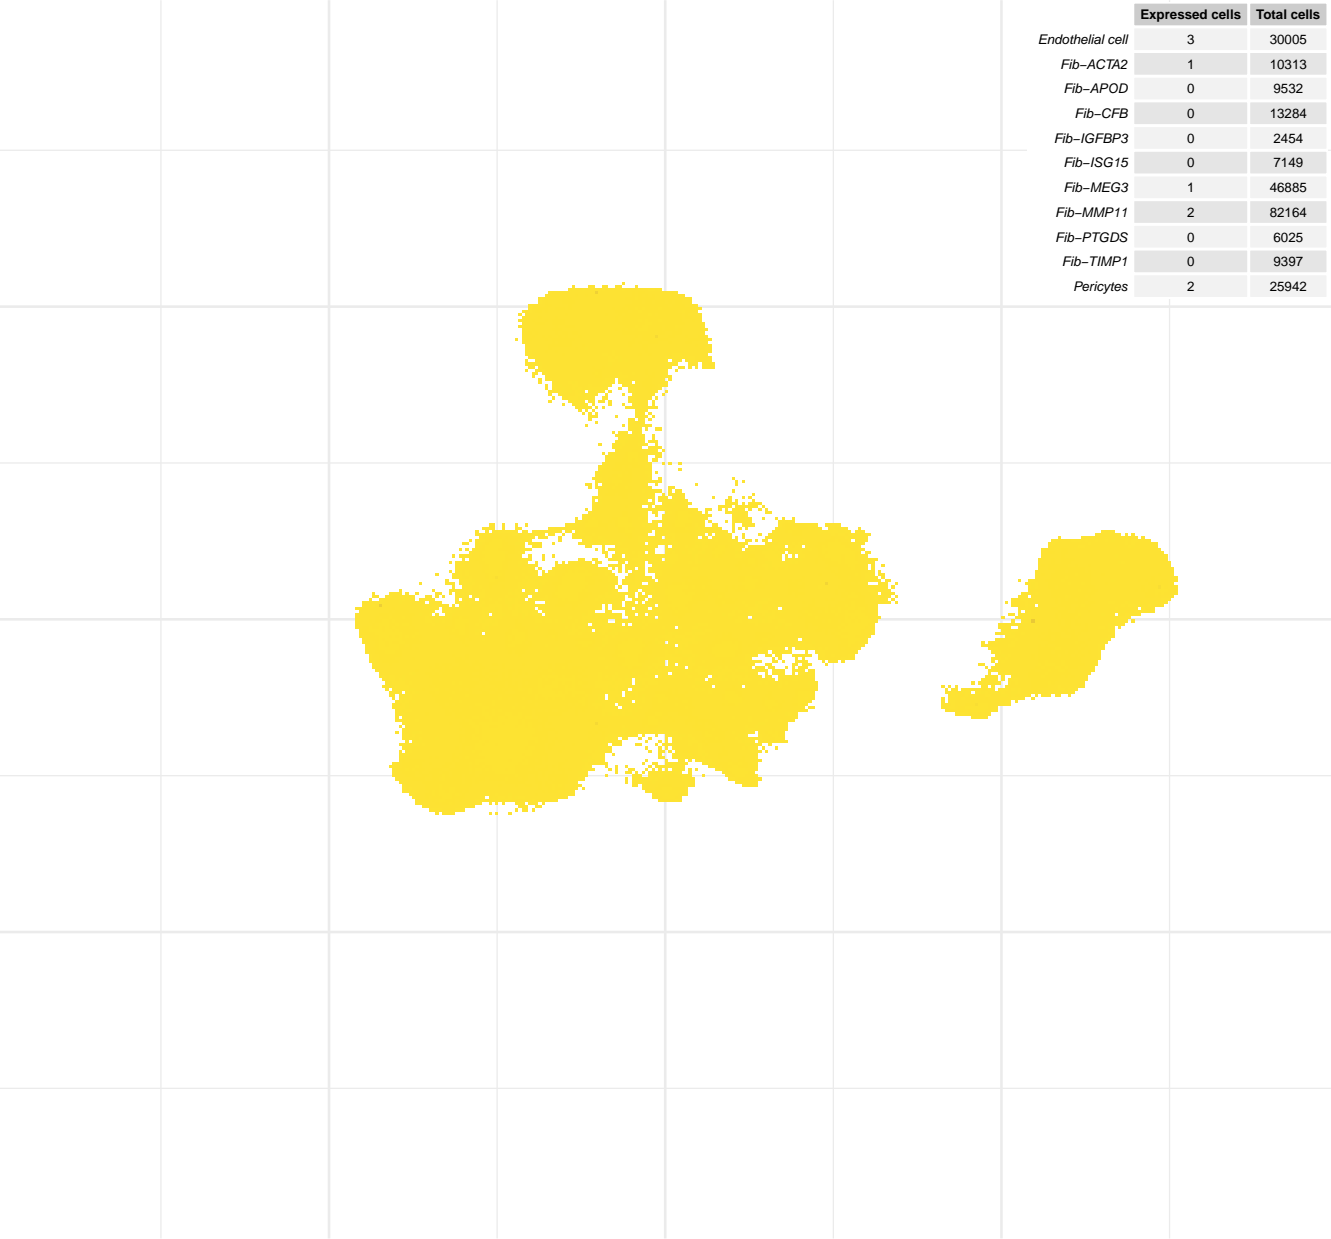 Expressed cells Total cells
Endothelial cell 3 30005
Fib−ACTA2 1 10313
Fib−APOD 0 9532
Fib−CFB 0 13284
Fib−IGFBP3 0 2454
Fib−ISG15 0 7149
Fib−MEG3 1 46885
Fib−MMP11 2 82164
Fib−PTGDS 0 6025
Fib−TIMP1 0 9397
Pericytes 2 25942